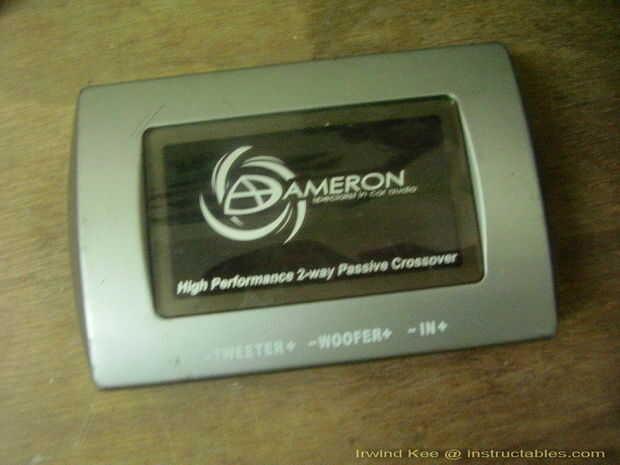 AMERON
specialist in car audio
High Performance 2-way Passive Crossover
-TWEETER+ -WOOFER+ -IN+
Irwind Kee @ instructables.com